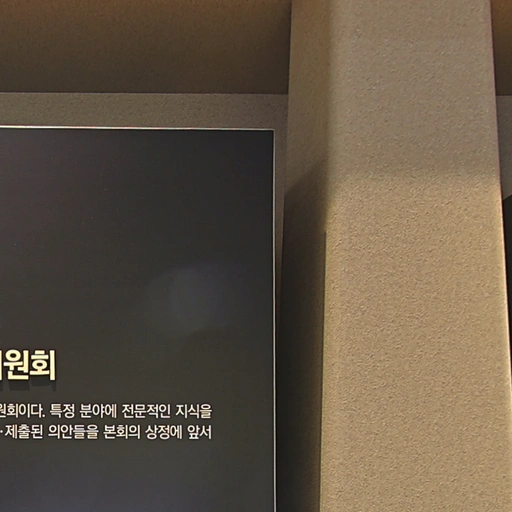 원회
원회이다. 특정 분야에 전문적인 지식을
·제출된 의안들을 본회의 상정에 앞서